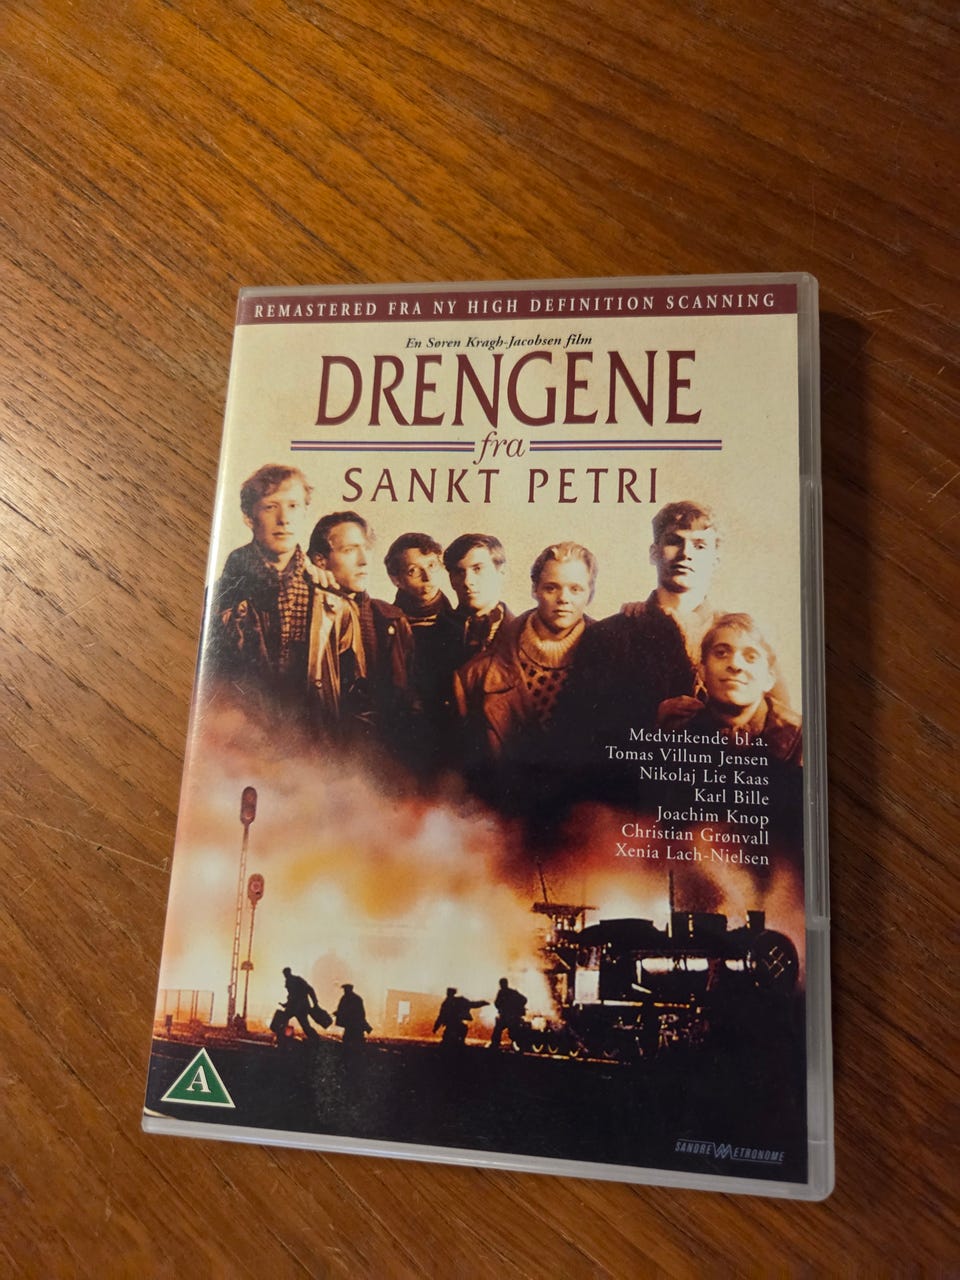 REMASTERED FRA NY HIGH DEFINITION SCANNING
En Søren Kragh-Jacobsen film
DRENGENE
fra
SANKT PETRI
Medvirkende bl.a.
Tomas Villum Jensen
Nikolaj Lie Kaas
Karl Bille
Joachim Knop
Christian Grønvall
Xenia Lach-Nielsen
A
SANDREW METRONOME